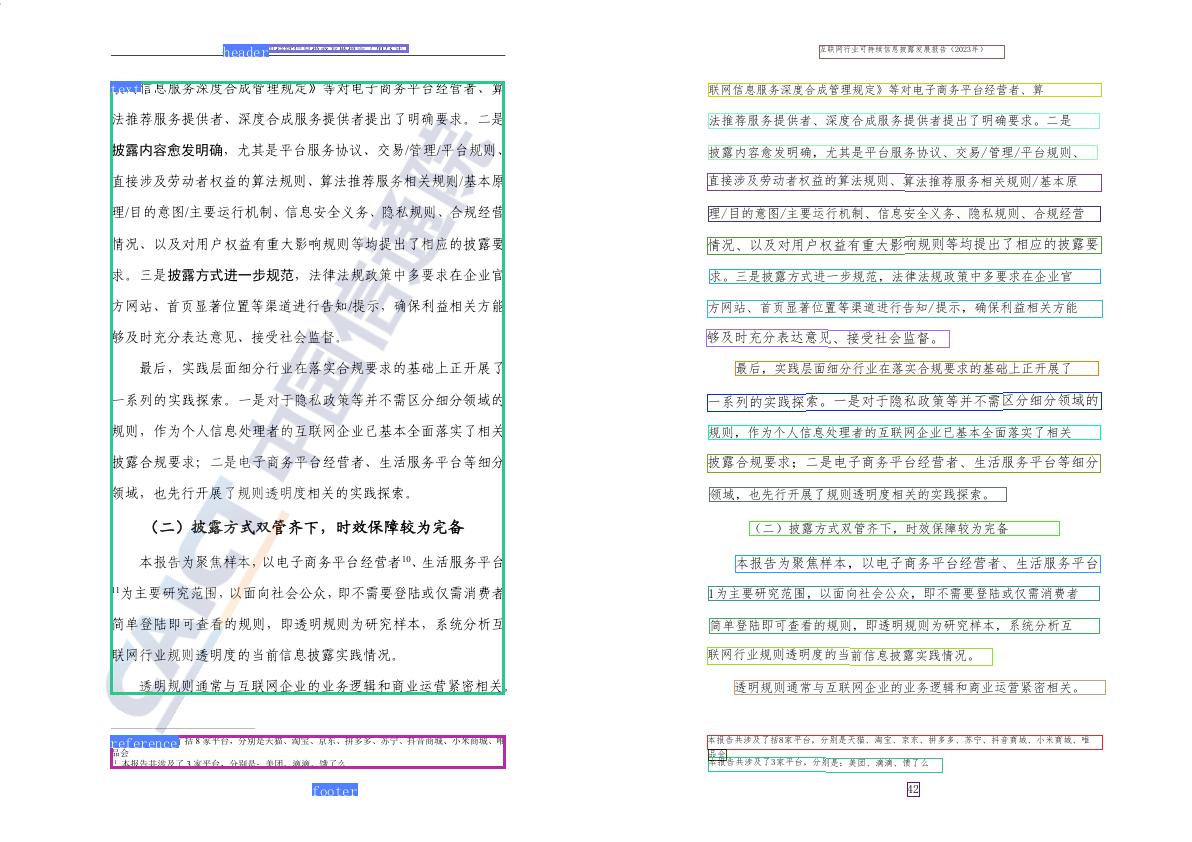 header
text信息服务深度合成管理规定》等对电子商务平台经营者、算
法推荐服务提供者、深度合成服务提供者提出了明确要求。二是
披露内容愈发明确，尤其是平台服务协议、交易/管理/平台规则、
直接涉及劳动者权益的算法规则、算法推荐服务相关规则/基本原
理/目的意图/主要运行机制、信息安全义务、隐私规则、合规经营
情况、以及对用户权益有重大影响规则等均提出了相应的披露要
求。三是披露方式进一步规范，法律法规政策中多要求在企业官
方网站、首页显著位置等渠道进行告知/提示，确保利益相关方能
够及时充分表达意见、接受社会监督。
最后，实践层面细分行业在落实合规要求的基础上正开展了
一系列的实践探索。一是对于隐私政策等并不需区分细分领域的
规则，作为个人信息处理者的互联网企业已基本全面落实了相关
披露合规要求；二是电子商务平台经营者、生活服务平台等细分
领域，也先行开展了规则透明度相关的实践探索。
（二）披露方式双管齐下，时效保障较为完备
本报告为聚焦样本，以电子商务平台经营者10、生活服务平台
11为主要研究范围，以面向社会公众，即不需要登陆或仅需消费者
简单登陆即可查看的规则，即透明规则为研究样本，系统分析互
联网行业规则透明度的当前信息披露实践情况。
透明规则通常与互联网企业的业务逻辑和商业运营紧密相关。
reference括 8 家平台，分别是天猫、淘宝、京东、拼多多、苏宁、抖音商城、小米商城、唯
品会
本报告共涉及了 3 家平台，分别是：美团、滴滴、饿了么
footer
CAICT 中国信通院
互联网行业可持续信息披露发展报告（2023年）
联网信息服务深度合成管理规定》等对电子商务平台经营者、算
法推荐服务提供者、深度合成服务提供者提出了明确要求。二是
披露内容愈发明确，尤其是平台服务协议、交易/管理/平台规则、
直接涉及劳动者权益的算法规则、算法推荐服务相关规则/基本原
理/目的意图/主要运行机制、信息安全义务、隐私规则、合规经营
情况、以及对用户权益有重大影响规则等均提出了相应的披露要
求。三是披露方式进一步规范，法律法规政策中多要求在企业官
方网站、首页显著位置等渠道进行告知/提示，确保利益相关方能
够及时充分表达意见、接受社会监督。
最后，实践层面细分行业在落实合规要求的基础上正开展了
一系列的实践探索。一是对于隐私政策等并不需区分细分领域的
规则，作为个人信息处理者的互联网企业已基本全面落实了相关
披露合规要求；二是电子商务平台经营者、生活服务平台等细分
领域，也先行开展了规则透明度相关的实践探索。
（二）披露方式双管齐下，时效保障较为完备
本报告为聚焦样本，以电子商务平台经营者、生活服务平台
1为主要研究范围，以面向社会公众，即不需要登陆或仅需消费者
简单登陆即可查看的规则，即透明规则为研究样本，系统分析互
联网行业规则透明度的当前信息披露实践情况。
透明规则通常与互联网企业的业务逻辑和商业运营紧密相关。
本报告共涉及了括8家平台，分别是天猫、淘宝、京东、拼多多、苏宁、抖音商城、小米商城、唯
品会
本报告共涉及了3家平台，分别是：美团、滴滴、饿了么
42